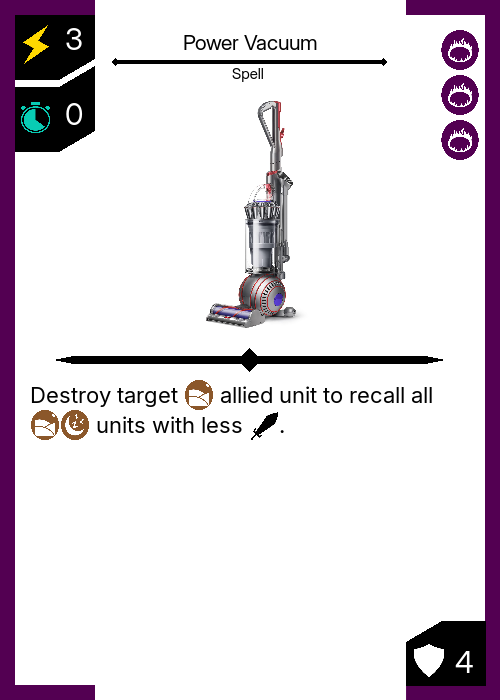 3
Power Vacuum
Spell
0
Destroy target allied unit to recall all
units with less .
4